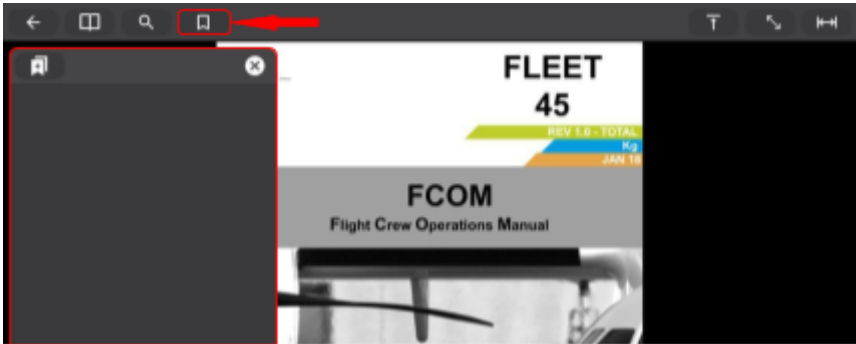 FLEET
45
REV 1.0 - TOTAL
Kg
JAN 18
FCOM
Flight Crew Operations Manual